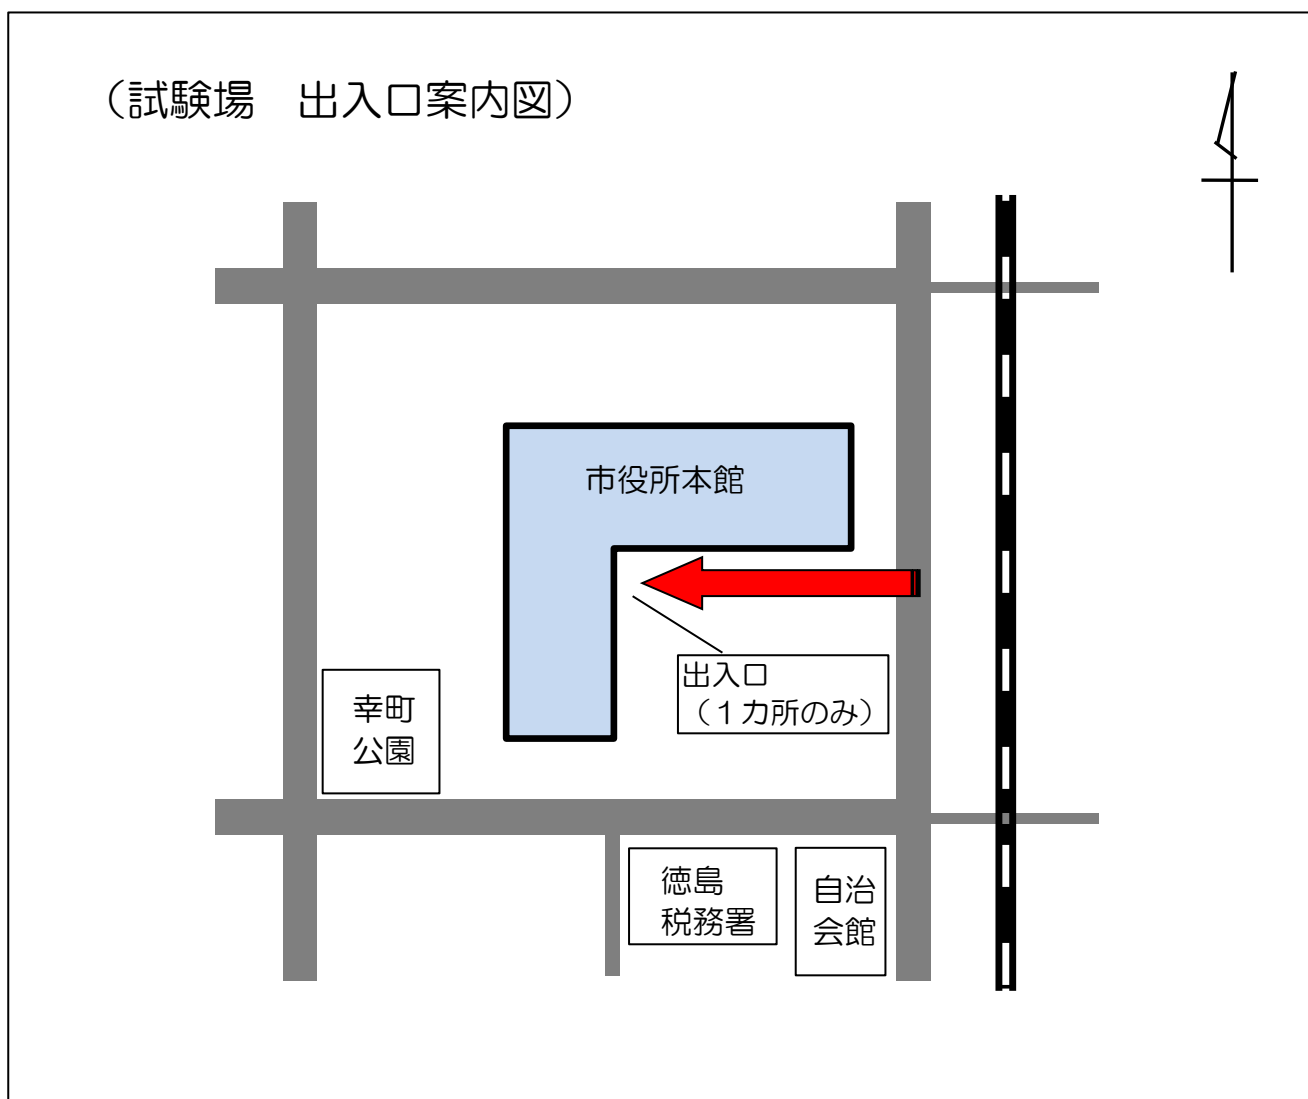 （試験場　出入口案内図）
市役所本館
出入口
（１カ所のみ）
幸町
公園
徳島
税務署
自治
会館